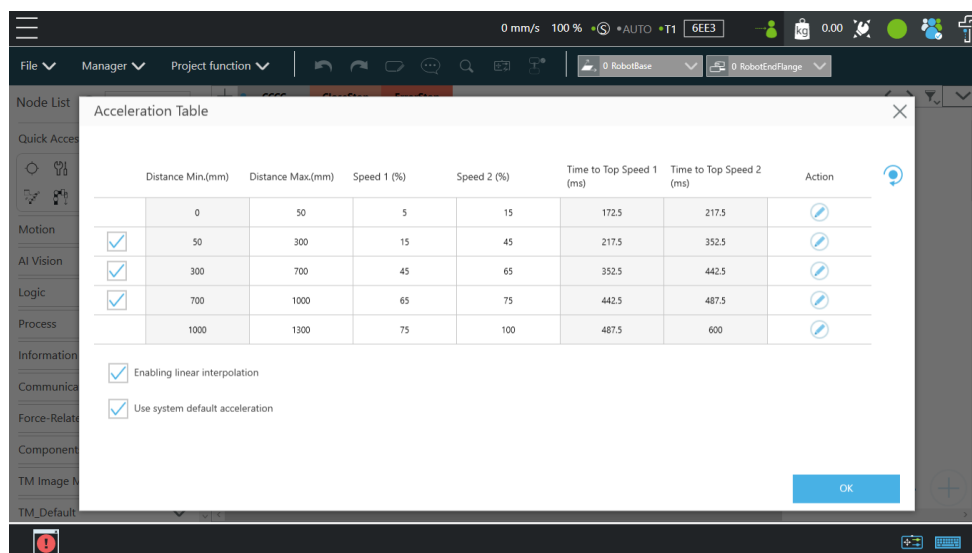 0 mm/s 100 % S AUTO T1 6EE3 kg 0.00
File Manager Project function 0 RobotBase 0 RobotEndFlange
Node List
Acceleration Table
Quick Acces
Distance Min.(mm) Distance Max.(mm) Speed 1 (%) Speed 2 (%) Time to Top Speed 1 (ms) Time to Top Speed 2 (ms) Action
0 50 5 15 172.5 217.5
Motion
50 300 15 45 217.5 352.5
AI Vision
300 700 45 65 352.5 442.5
Logic
700 1000 65 75 442.5 487.5
Process
1000 1300 75 100 487.5 600
Information
Enabling linear interpolation
Communica
Use system default acceleration
Force-Relate
Component
TM Image M
OK
TM_Default